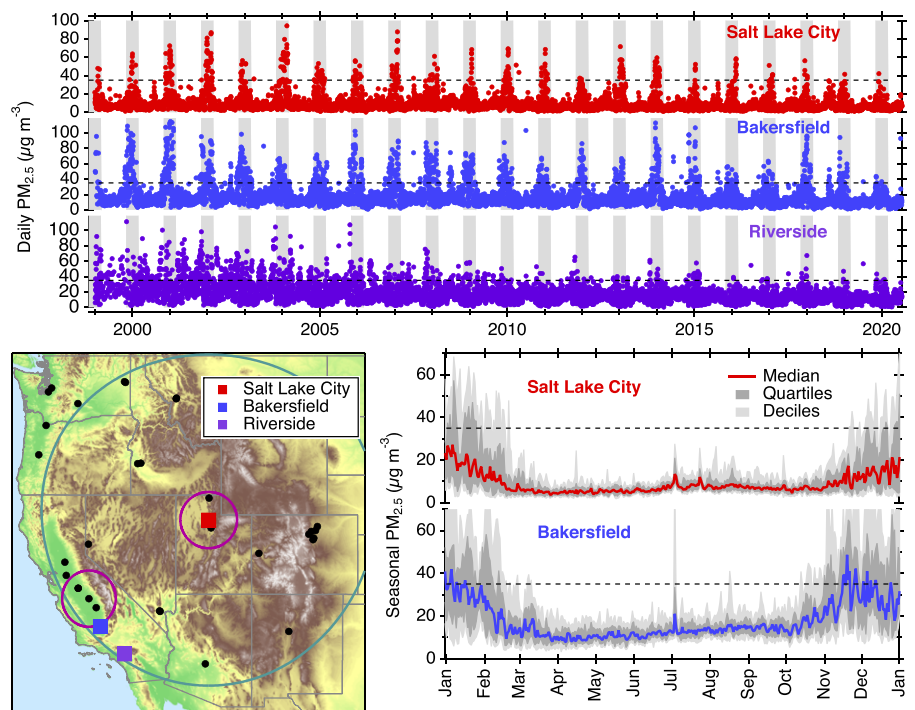 100
80
60
40
20
0
Salt Lake City
100
80
60
40
20
0
Bakersfield
100
80
60
40
20
0
Riverside
Daily PM2.5 (µg m-3)
2000 2005 2010 2015 2020
Salt Lake City
Bakersfield
Riverside
60
40
20
0
Salt Lake City
Median
Quartiles
Deciles
60
40
20
0
Bakersfield
Seasonal PM2.5 (µg m-3)
Jan Feb Mar Apr May Jun Jul Aug Sep Oct Nov Dec Jan